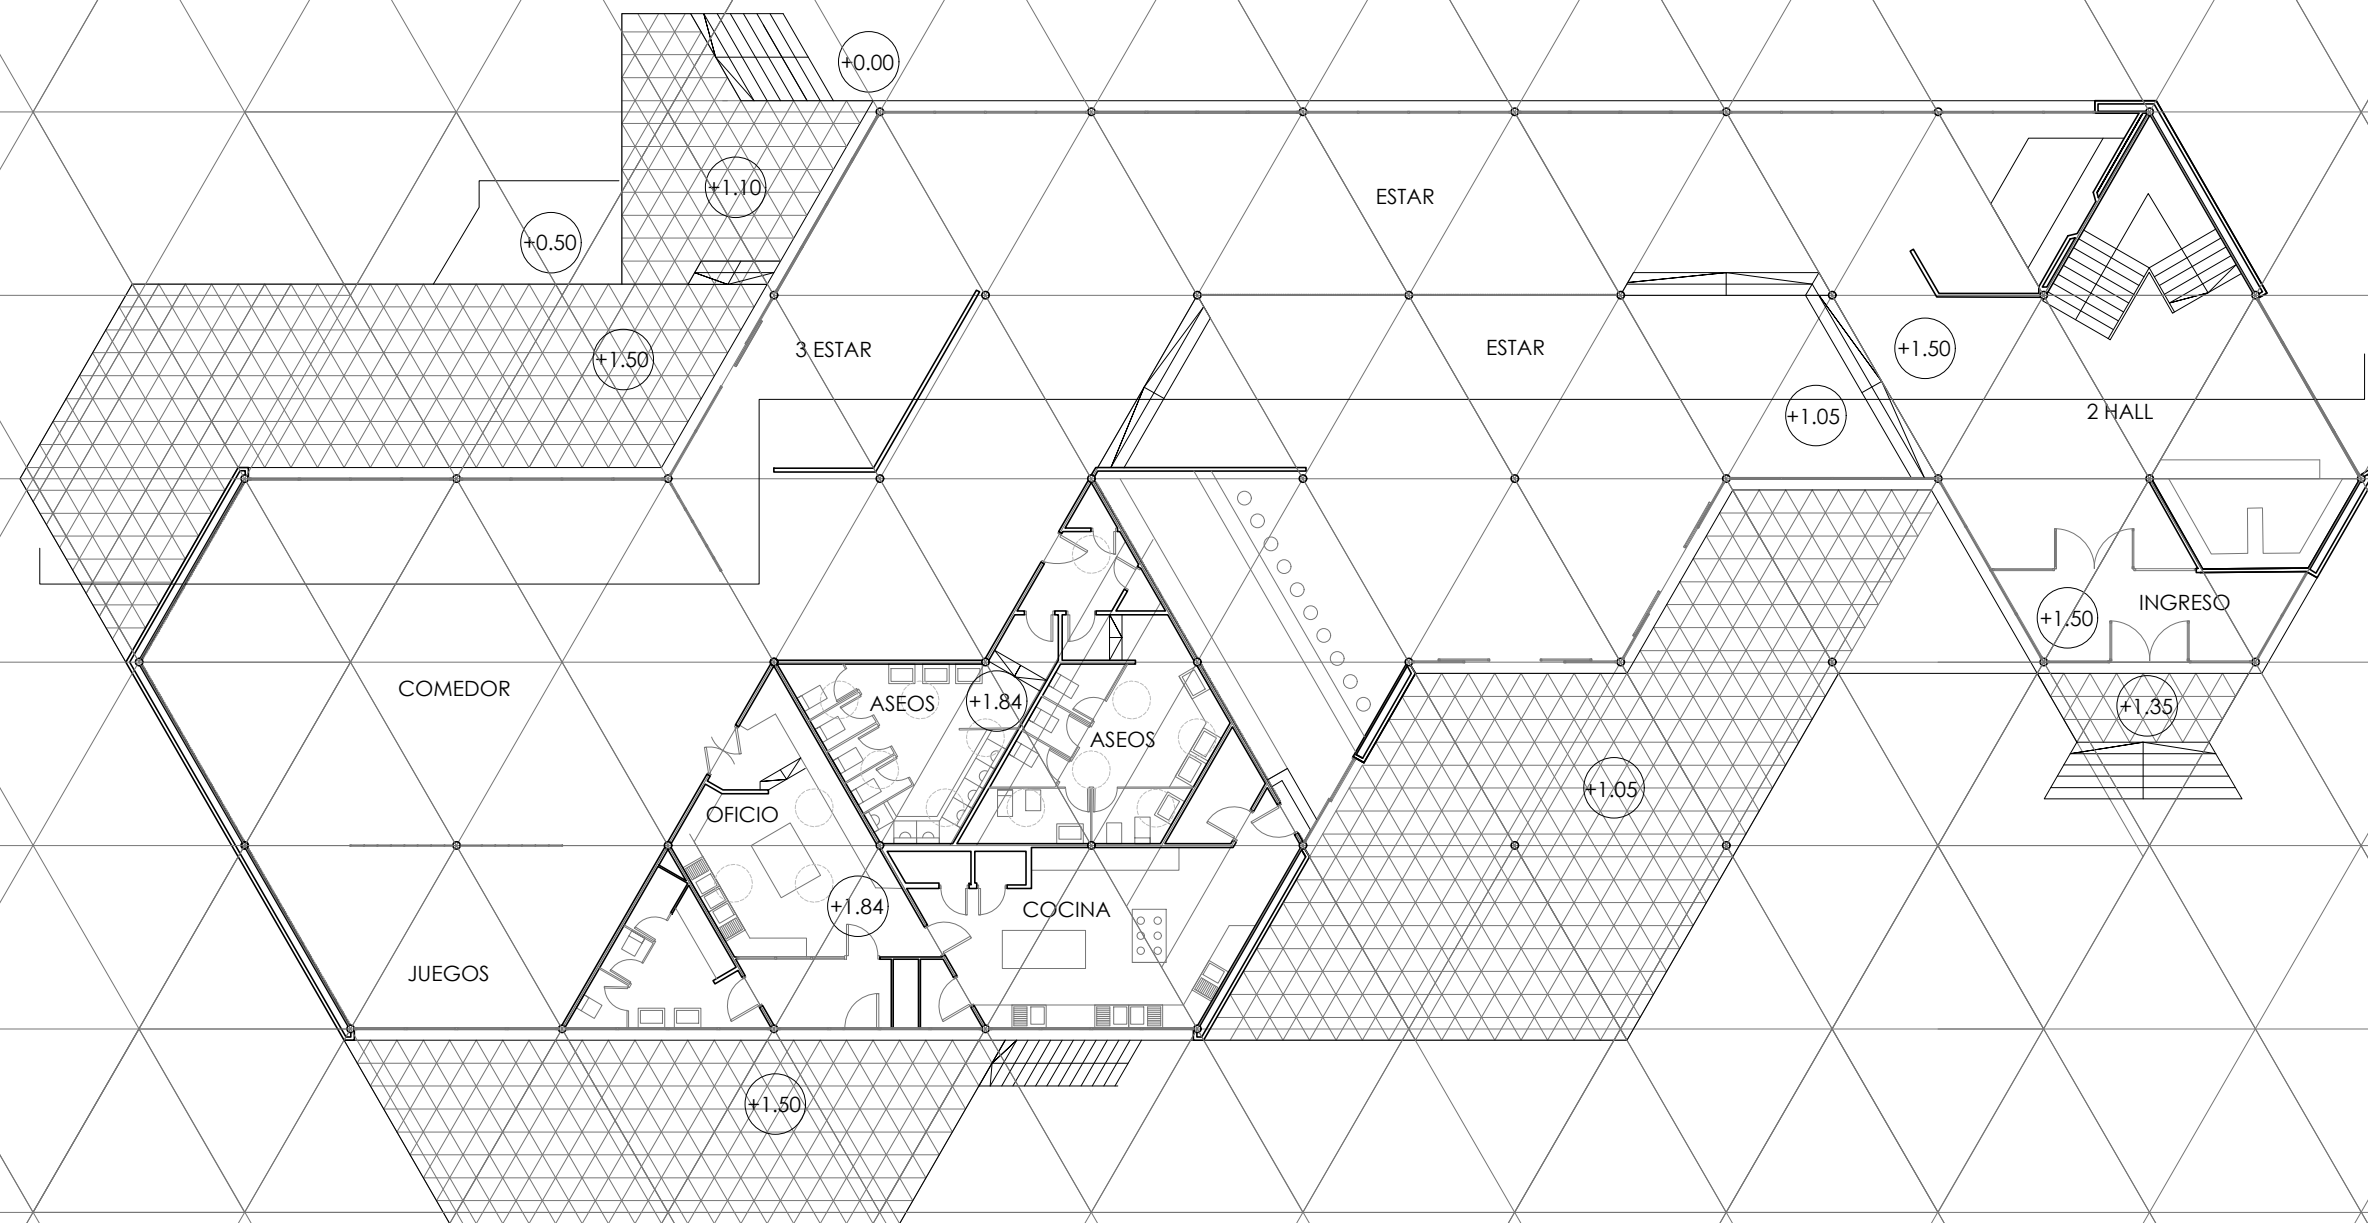 +0.00
+1.10
ESTAR
+0.50
3 ESTAR
ESTAR
+1.50
+1.50
2 HALL
+1.05
INGRESO
+1.50
COMEDOR
ASEOS
+1.84
+1.35
ASEOS
+1.05
OFICIO
+1.84
COCINA
JUEGOS
+1.50